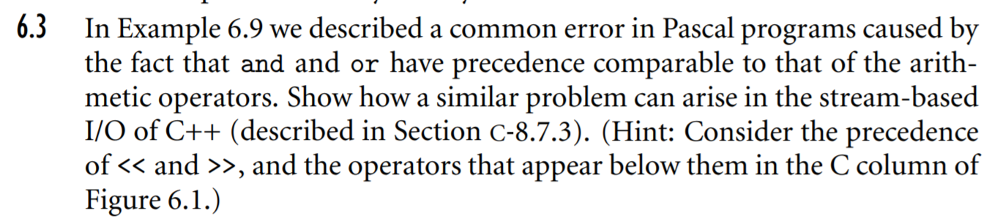 6.3 In Example 6.9 we described a common error in Pascal programs caused by
the fact that and and or have precedence comparable to that of the arith-
metic operators. Show how a similar problem can arise in the stream-based
I/O of C++ (described in Section C-8.7.3). (Hint: Consider the precedence
of << and >>, and the operators that appear below them in the C column of
Figure 6.1.)